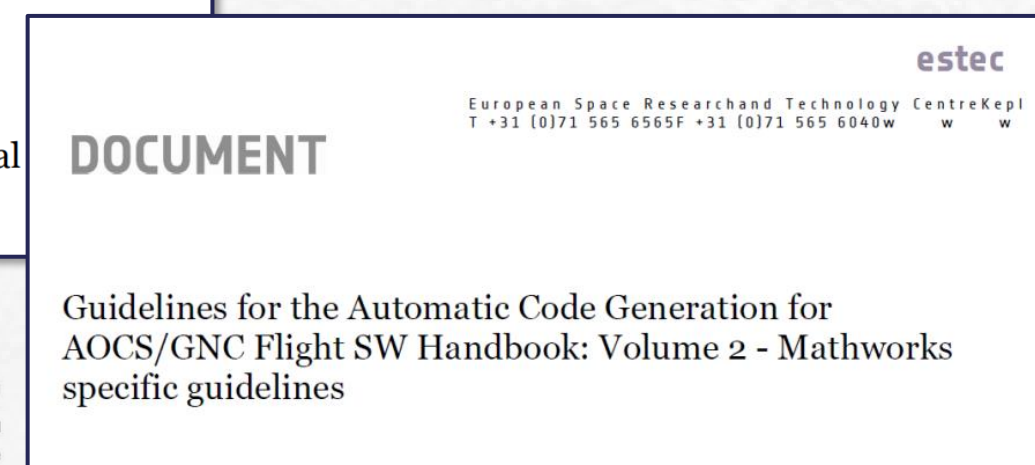 al
estec
European Space Researchand Technology CentreKepl
T +31 (0)71 565 6565F +31 (0)71 565 6040w w w
DOCUMENT
Guidelines for the Automatic Code Generation for
AOCS/GNC Flight SW Handbook: Volume 2 - Mathworks
specific guidelines